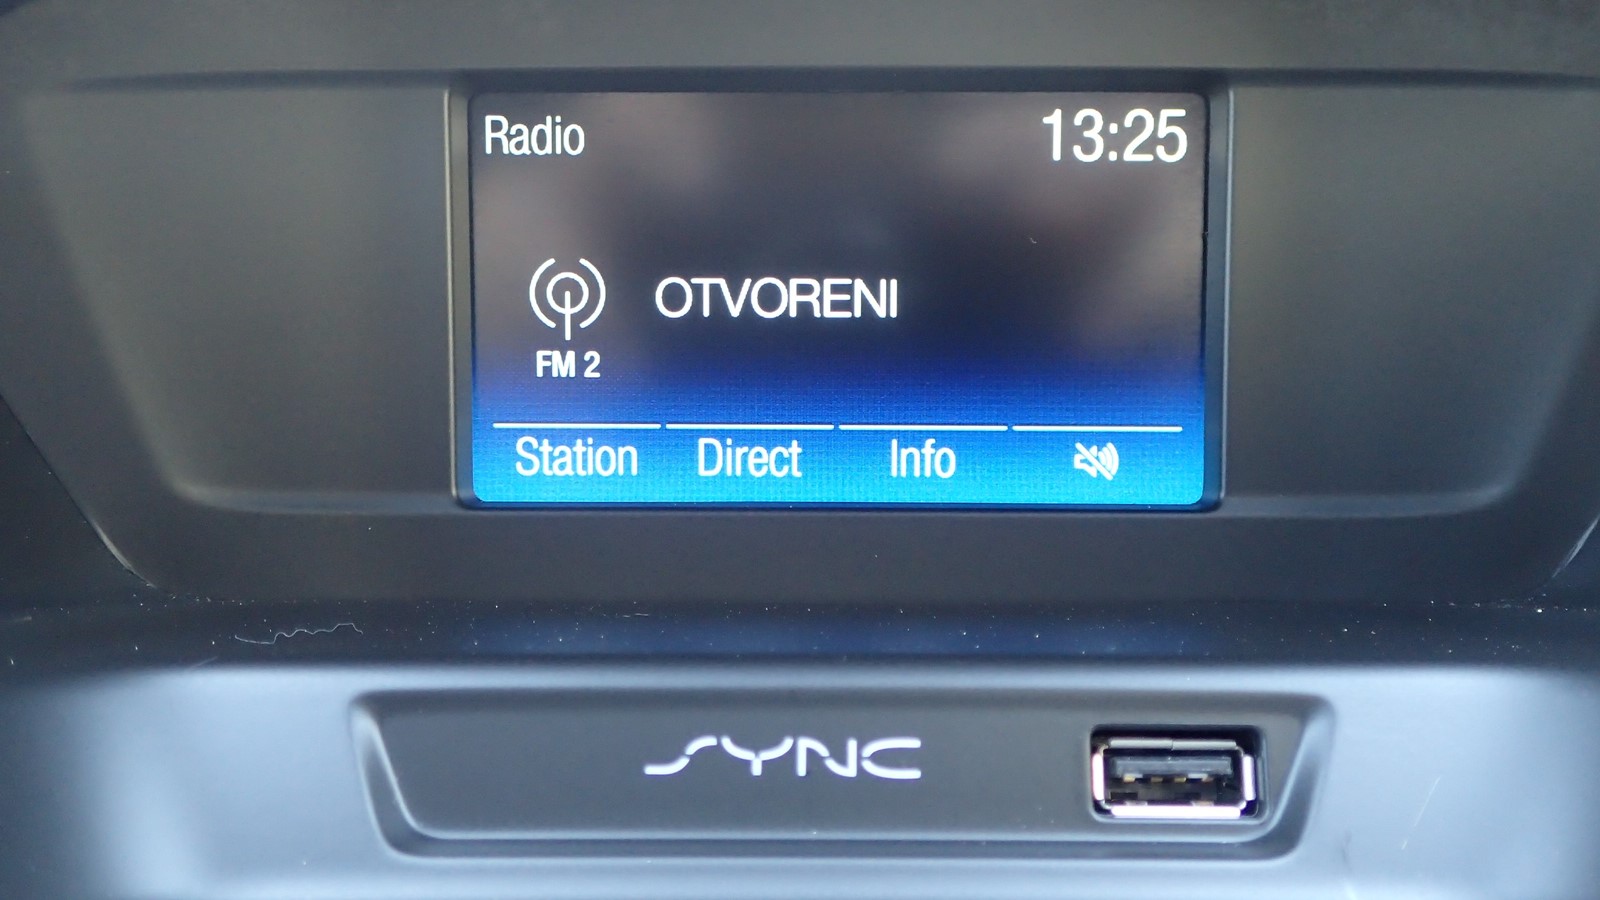 Radio 13:25
OTVORENI
FM 2
Station Direct Info
SYNC